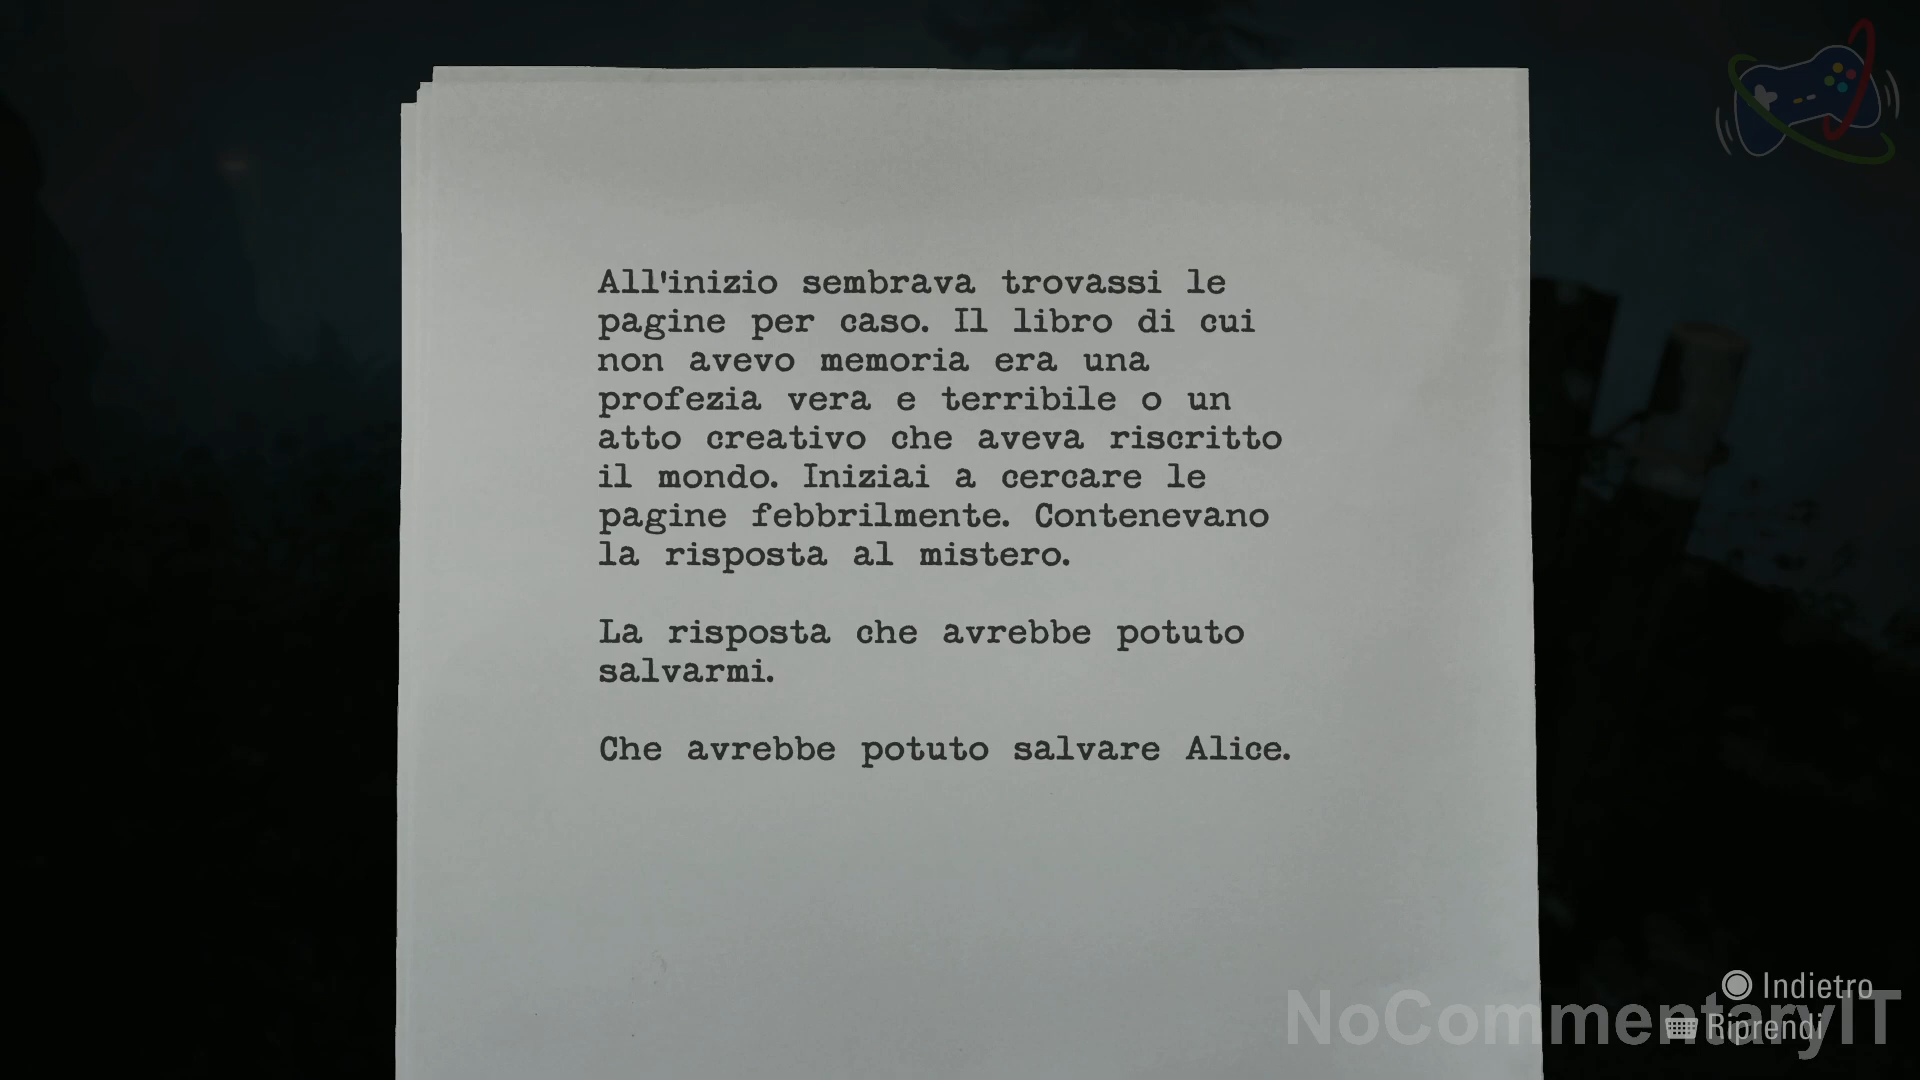 All'inizio sembrava trovassi le
pagine per caso. Il libro di cui
non avevo memoria era una
profezia vera e terribile o un
atto creativo che aveva riscritto
il mondo. Iniziai a cercare le
pagine febbrilmente. Contenevano
la risposta al mistero.
La risposta che avrebbe potuto
salvarmi.
Che avrebbe potuto salvare Alice.
Indietro
NoCommentaryIT
Riprendi